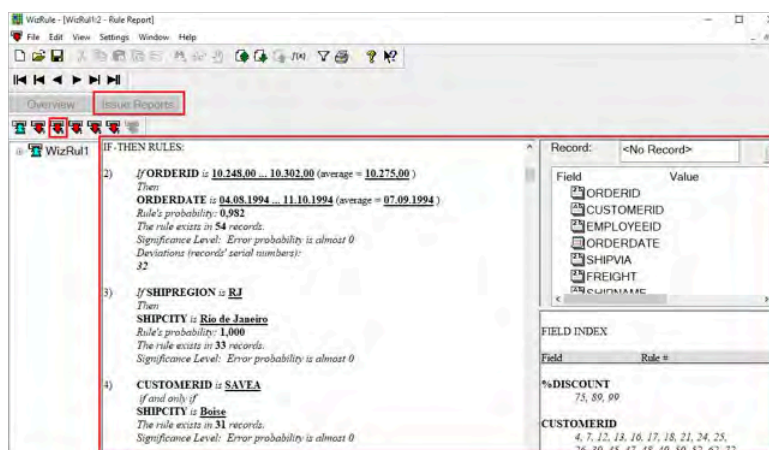 WizRule - [WizRul1:2 - Rule Report]
File Edit View Settings Window Help
Overview Issue Reports
WizRul1
IF-THEN RULES:
2) If ORDERID is 10.248,00 ... 10.302,00 (average = 10.275,00 )
Then
ORDERDATE is 04.08.1994 ... 11.10.1994 (average = 07.09.1994 )
Rule's probability: 0,982
The rule exists in 54 records.
Significance Level: Error probability is almost 0
Deviations (records' serial numbers):
32
3) If SHIPREGION is RJ
Then
SHIPCITY is Rio de Janeiro
Rule's probability: 1,000
The rule exists in 33 records.
Significance Level: Error probability is almost 0
4) CUSTOMERID is SAVEA
if and only if
SHIPCITY is Boise
The rule exists in 31 records.
Significance Level: Error probability is almost 0
Record: <No Record>
Field Value
ORDERID
CUSTOMERID
EMPLOYEEID
ORDERDATE
SHIPVIA
FREIGHT
SHIPNAME
FIELD INDEX
Field Rule #
%DISCOUNT
75, 89, 99
CUSTOMERID
4, 7, 12, 13, 16, 17, 18, 21, 24, 25,